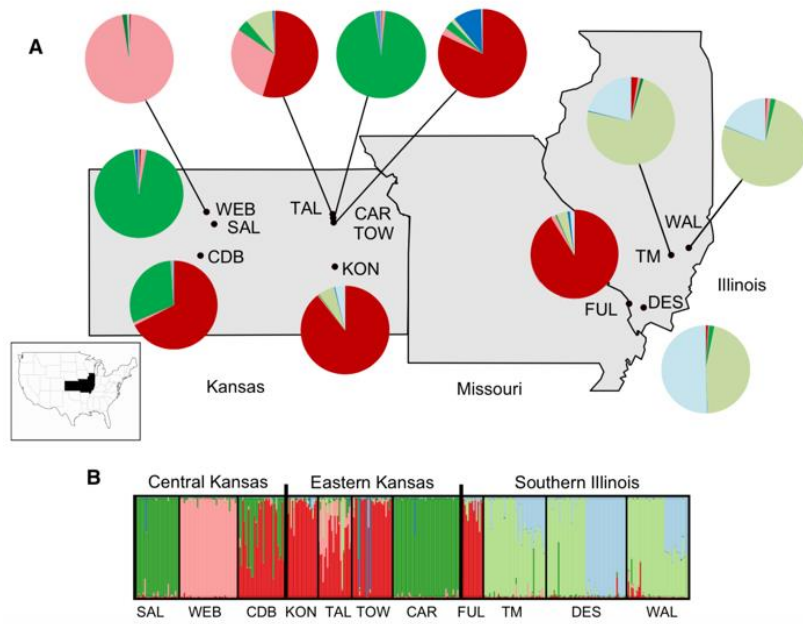 A
WEB
SAL
CDB
TAL
CAR
TOW
KON
WAL
TM
FUL
DES
Illinois
Kansas
Missouri
B
Central Kansas Eastern Kansas Southern Illinois
SAL WEB CDB KON TAL TOW CAR FUL TM DES WAL